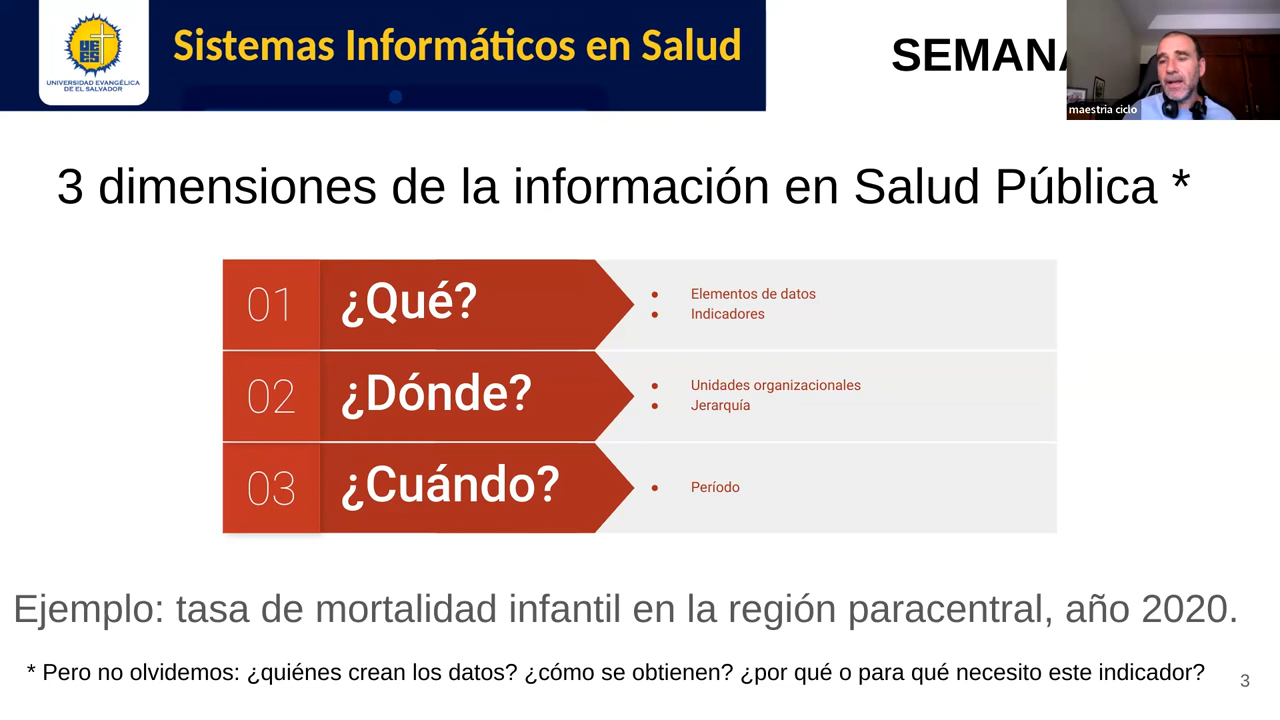 Sistemas Informáticos en Salud
UNIVERSIDAD EVANGÉLICA
DE EL SALVADOR
maestria ciclo
3 dimensiones de la información en Salud Pública *
01
¿Qué?
• Elementos de datos
• Indicadores
02
¿Dónde?
• Unidades organizacionales
• Jerarquía
03
¿Cuándo?
• Período
Ejemplo: tasa de mortalidad infantil en la región paracentral, año 2020.
* Pero no olvidemos: ¿quiénes crean los datos? ¿cómo se obtienen? ¿por qué o para qué necesito este indicador?
3